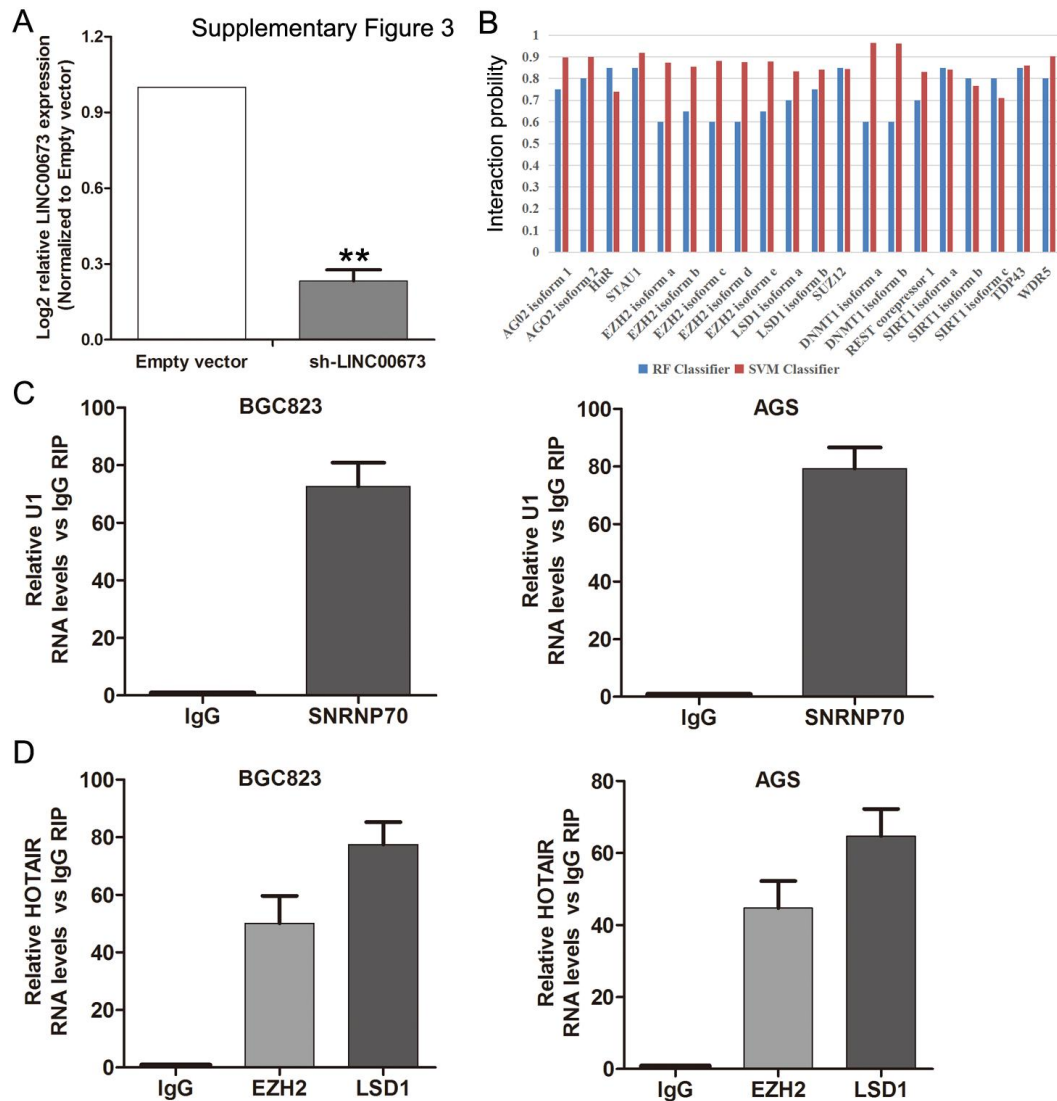 A
Supplementary Figure 3
Log2 relative LINC00673 expression
(Normalized to Empty vector)
1.2
0.9
0.6
0.3
0.0
**
Empty vector
sh-LINC00673
B
Interaction probility
1
0.9
0.8
0.7
0.6
0.5
0.4
0.3
0.2
0.1
0
AGO2 isoform 1
AGO2 isoform 2
HuR
STAU1
EZH2 isoform a
EZH2 isoform b
EZH2 isoform c
EZH2 isoform d
EZH2 isoform e
LSD1 isoform a
LSD1 isoform b
SUZ12
DNMT1 isoform a
DNMT1 isoform b
REST corepressor 1
SIRT1 isoform a
SIRT1 isoform b
SIRT1 isoform c
TDP43
WDR5
RF Classifier
SVM Classifier
C
BGC823
Relative U1
RNA levels vs IgG RIP
100
80
60
40
20
0
IgG
SNRNP70
AGS
Relative U1
RNA levels vs IgG RIP
100
80
60
40
20
0
IgG
SNRNP70
D
BGC823
Relative HOTAIR
RNA levels vs IgG RIP
100
80
60
40
20
0
IgG
EZH2
LSD1
AGS
Relative HOTAIR
RNA levels vs IgG RIP
80
60
40
20
0
IgG
EZH2
LSD1